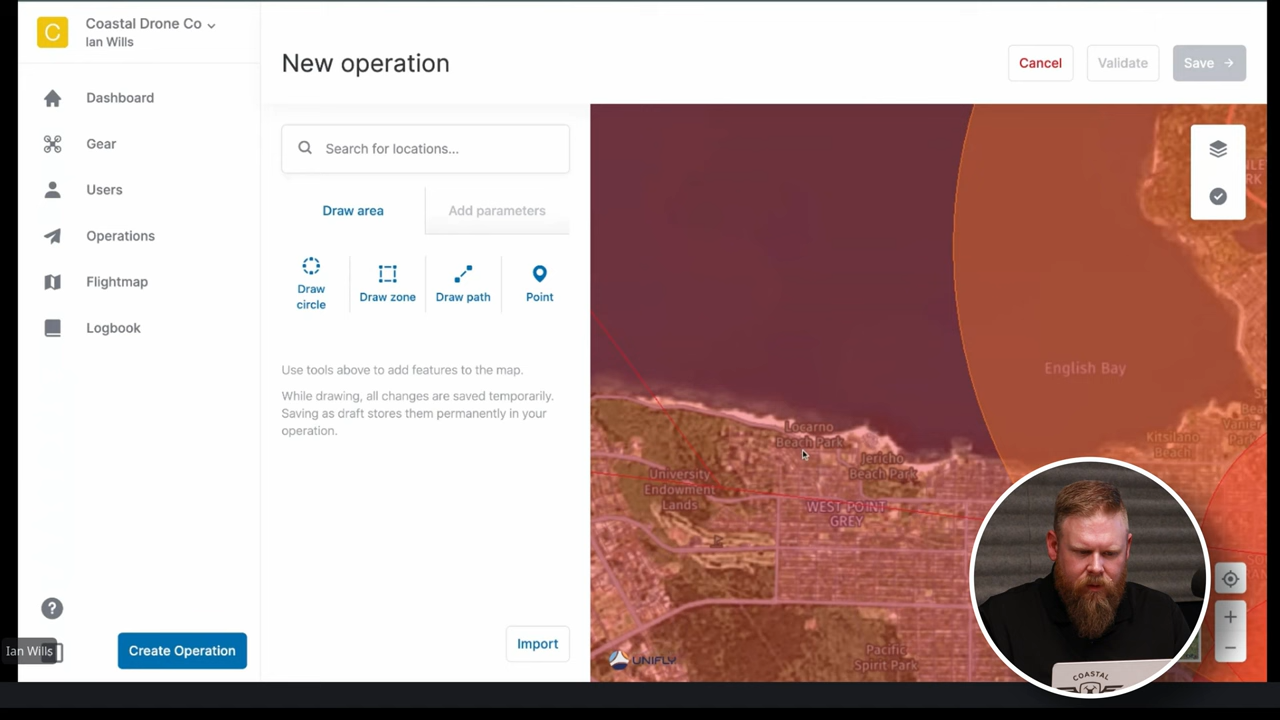 C
Coastal Drone Co
Ian Wills
Dashboard
Gear
Users
Operations
Flightmap
Logbook
?
Ian Wills
Create Operation
New operation
Cancel
Validate
Save
Search for locations...
Draw area
Add parameters
Draw
circle
Draw zone
Draw path
Point
Use tools above to add features to the map.
While drawing, all changes are saved temporarily.
Saving as draft stores them permanently in your
operation.
Import
English Bay
Locarno
Beach Park
Jericho
Beach Park
University
Endowment
Lands
WEST POINT
GREY
Kitsilano
Beach
Vanier
Park
Pacific
Spirit Park
UNIFLY
COASTAL